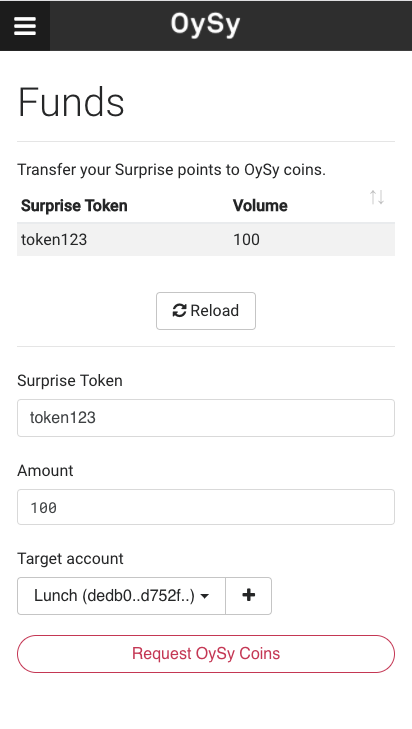 OySy
Funds
Transfer your Surprise points to OySy coins.
Surprise Token Volume
token123 100
Reload
Surprise Token
token123
Amount
100
Target account
Lunch (dedb0..d752f..)
Request OySy Coins